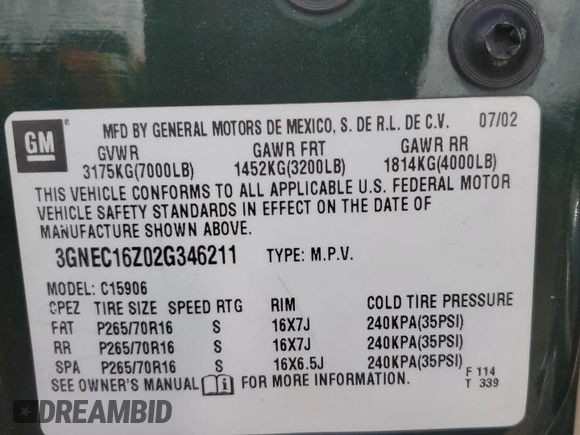 GM
MFD BY GENERAL MOTORS DE MEXICO, S. DE R.L. DE C.V. 07/02
GVWR GAWR FRT GAWR RR
3175KG(7000LB) 1452KG(3200LB) 1814KG(4000LB)
THIS VEHICLE CONFORMS TO ALL APPLICABLE U.S. FEDERAL MOTOR
VEHICLE SAFETY STANDARDS IN EFFECT ON THE DATE OF
MANUFACTURE SHOWN ABOVE.
3GNEC16Z02G346211 TYPE: M.P.V.
MODEL: C15906
CPEZ TIRE SIZE SPEED RTG RIM COLD TIRE PRESSURE
FRT P265/70R16 S 16X7J 240KPA(35PSI)
RR P265/70R16 S 16X7J 240KPA(35PSI)
SPA P265/70R16 S 16X6.5J 240KPA(35PSI)
SEE OWNER'S MANUAL FOR MORE INFORMATION.
F 114
T 339
DREAMBID